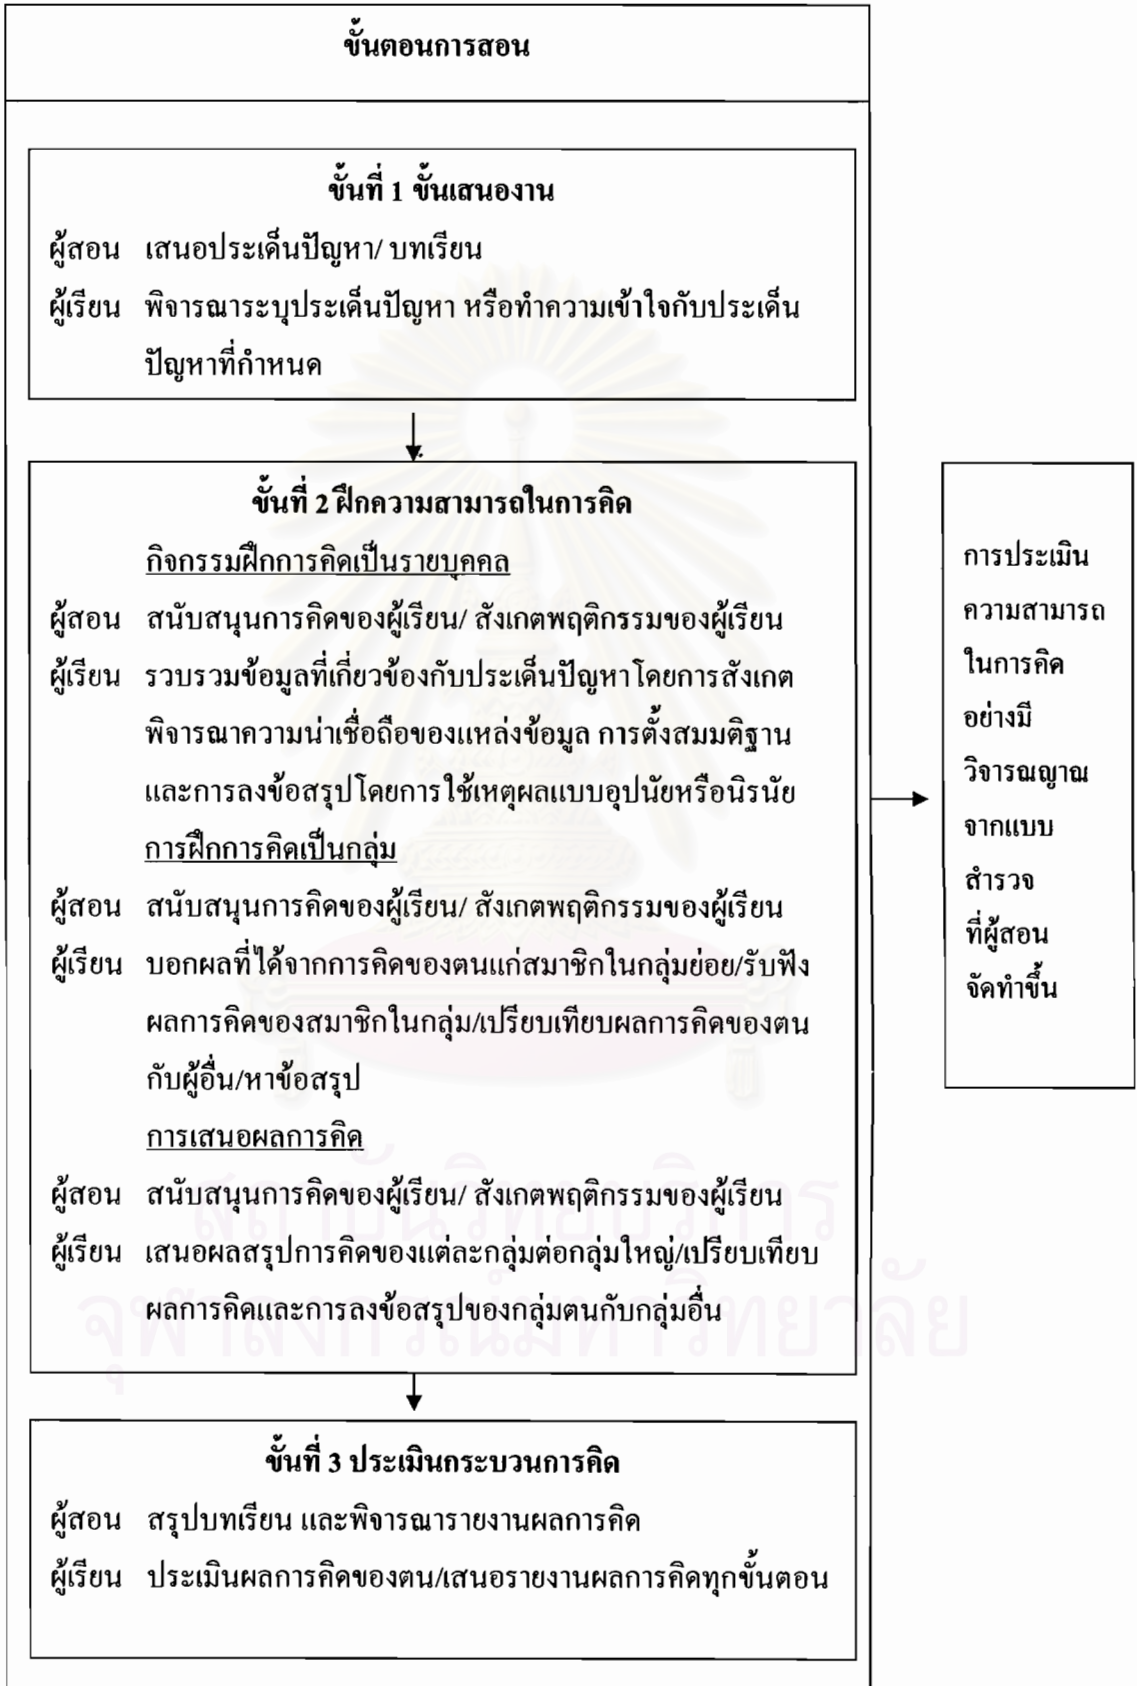 ขั้นตอนการสอน
ขั้นที่ 1 ขั้นเสนองาน
ผู้สอน เสนอประเด็นปัญหา/ บทเรียน
ผู้เรียน พิจารณาระบุประเด็นปัญหา หรือทำความเข้าใจกับประเด็น
ปัญหาที่กำหนด
ขั้นที่ 2 ฝึกความสามารถในการคิด
กิจกรรมฝึกการคิดเป็นรายบุคคล
ผู้สอน สนับสนุนการคิดของผู้เรียน/ สังเกตพฤติกรรมของผู้เรียน
ผู้เรียน รวบรวมข้อมูลที่เกี่ยวข้องกับประเด็นปัญหาโดยการสังเกต
พิจารณาความน่าเชื่อถือของแหล่งข้อมูล การตั้งสมมติฐาน
และการลงข้อสรุปโดยการใช้เหตุผลแบบอุปนัยหรือนิรนัย
การฝึกการคิดเป็นกลุ่ม
ผู้สอน สนับสนุนการคิดของผู้เรียน/ สังเกตพฤติกรรมของผู้เรียน
ผู้เรียน บอกผลที่ได้จากการคิดของตนแก่สมาชิกในกลุ่มย่อย/รับฟัง
ผลการคิดของสมาชิกในกลุ่ม/เปรียบเทียบผลการคิดของตน
กับผู้อื่น/หาข้อสรุป
การเสนอผลการคิด
ผู้สอน สนับสนุนการคิดของผู้เรียน/ สังเกตพฤติกรรมของผู้เรียน
ผู้เรียน เสนอผลสรุปการคิดของแต่ละกลุ่มต่อกลุ่มใหญ่/เปรียบเทียบ
ผลการคิดและการลงข้อสรุปของกลุ่มตนกับกลุ่มอื่น
ขั้นที่ 3 ประเมินกระบวนการคิด
ผู้สอน สรุปบทเรียน และพิจารณารายงานผลการคิด
ผู้เรียน ประเมินผลการคิดของตน/เสนอรายงานผลการคิดทุกขั้นตอน
การประเมิน
ความสามารถ
ในการคิด
อย่างมี
วิจารณญาณ
จากแบบ
สำรวจ
ที่ผู้สอน
จัดทำขึ้น
สถาบันวิทยบริการ
จุฬาลงกรณ์มหาวิทยาลัย